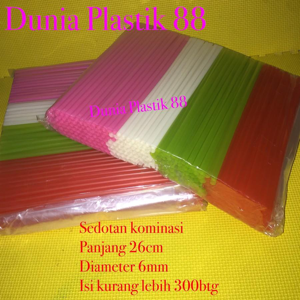 Dunia Plastik 88
Dunia Plastik 88
Sedotan kominasi
Panjang 26cm
Diameter 6mm
Isi kurang lebih 300btg